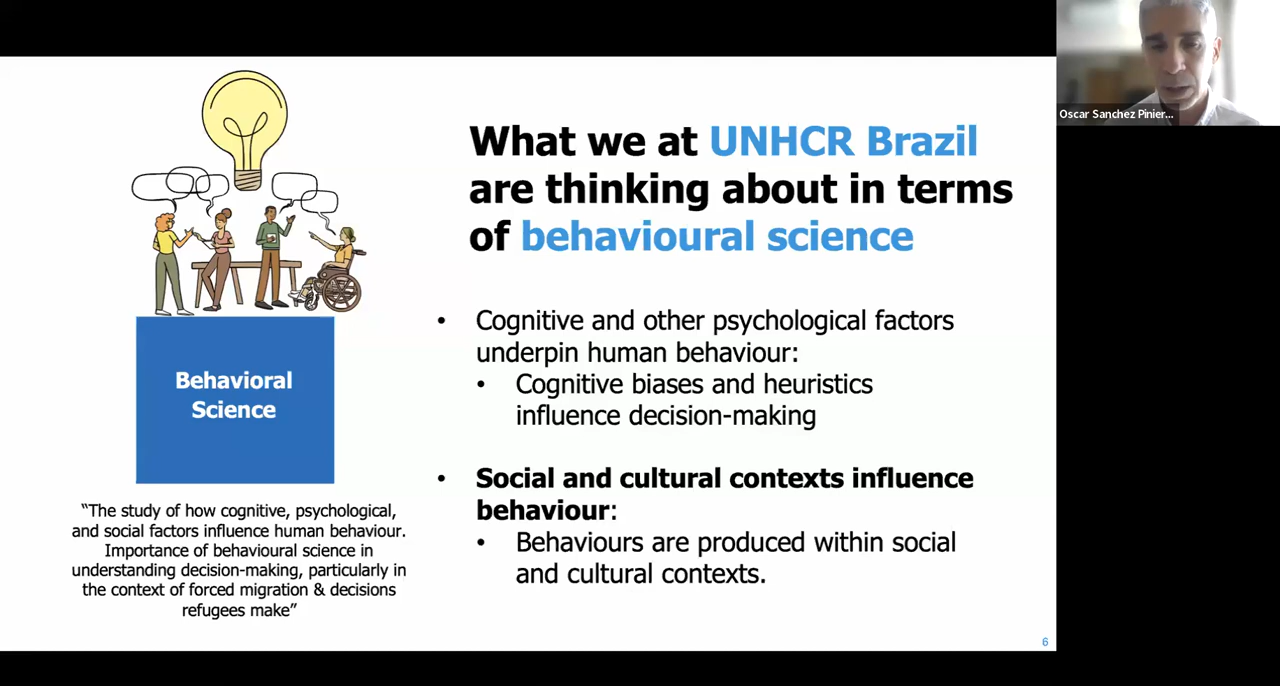 Oscar Sanchez Pinier...
What we at UNHCR Brazil
are thinking about in terms
of behavioural science
• Cognitive and other psychological factors
underpin human behaviour:
• Cognitive biases and heuristics
influence decision-making
• Social and cultural contexts influence
behaviour:
• Behaviours are produced within social
and cultural contexts.
Behavioral
Science
“The study of how cognitive, psychological,
and social factors influence human behaviour.
Importance of behavioural science in
understanding decision-making, particularly in
the context of forced migration & decisions
refugees make”
6